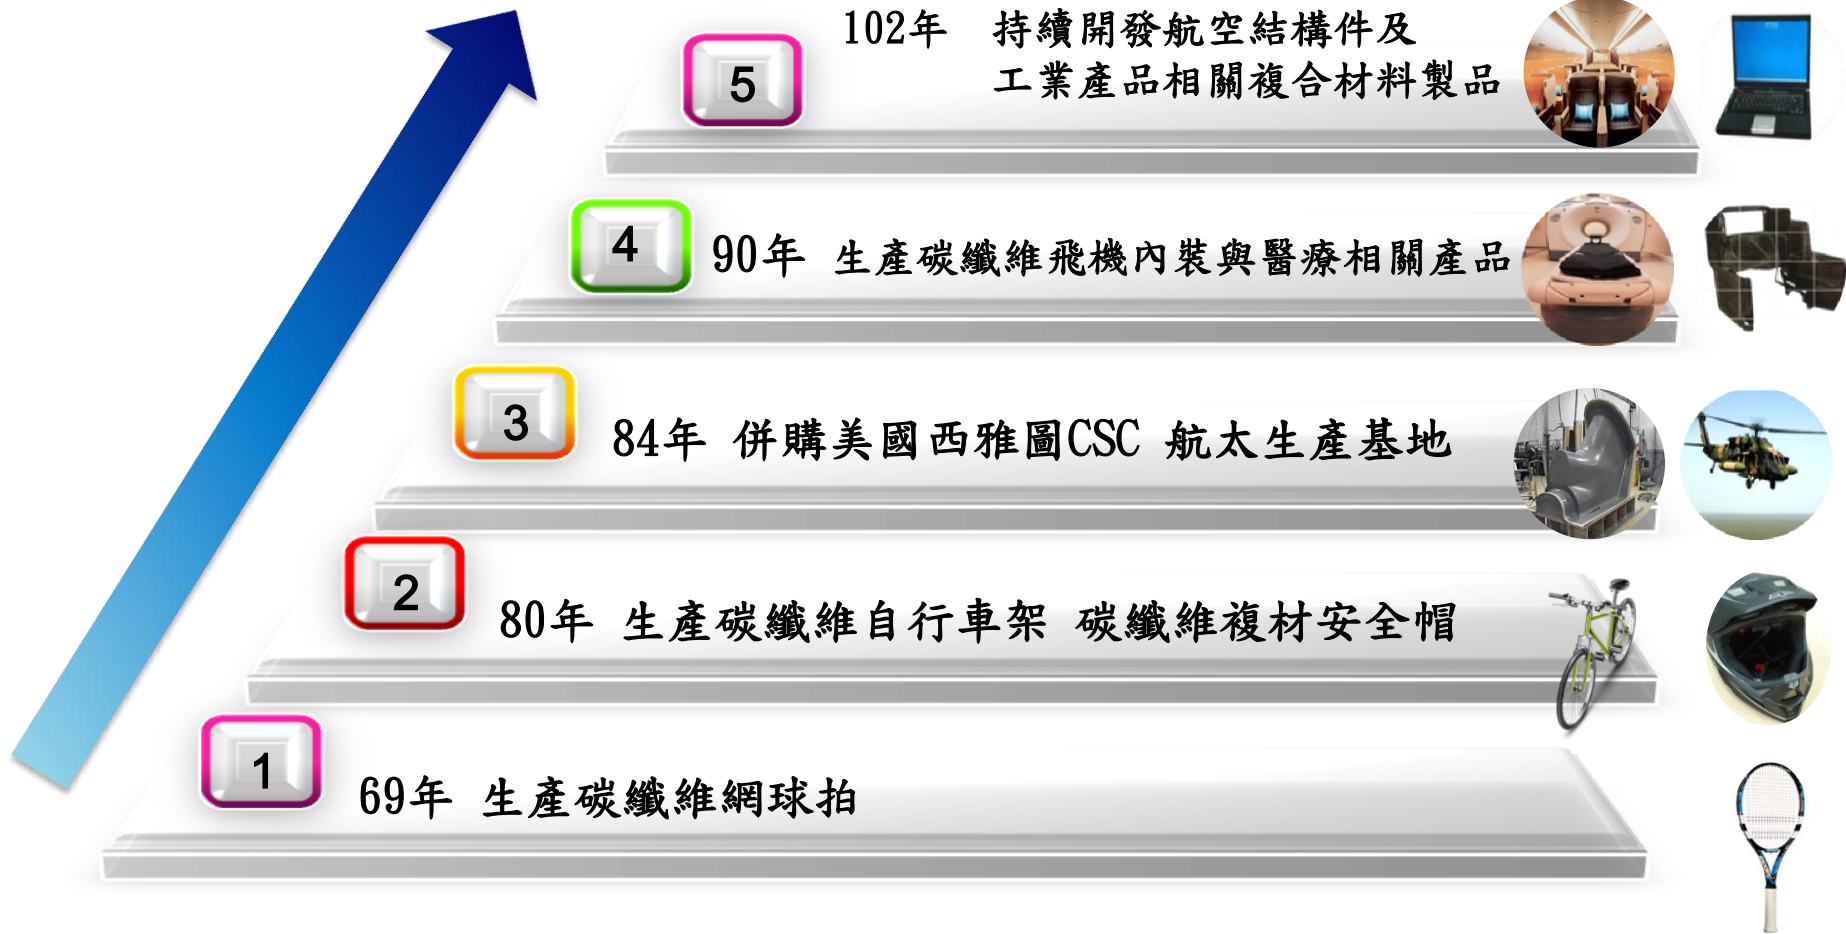 102年 持續開發航空結構件及
工業產品相關複合材料製品
5
4
90年 生產碳纖維飛機內裝與醫療相關產品
3
84年 併購美國西雅圖CSC 航太生產基地
2
80年 生產碳纖維自行車架 碳纖維複材安全帽
1
69年 生產碳纖維網球拍